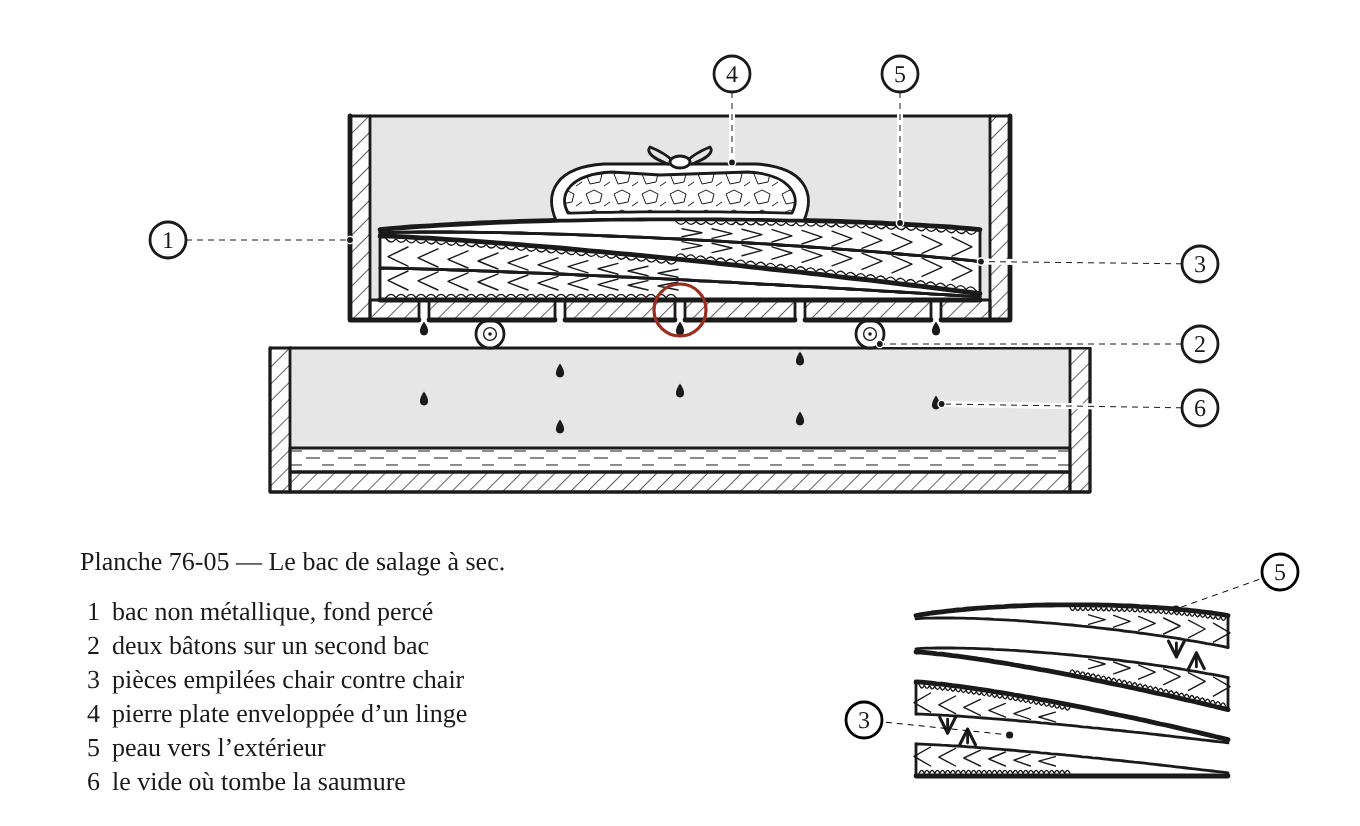 4 5
1
3
2
6
Planche 76-05 — Le bac de salage à sec.
1 bac non métallique, fond percé
2 deux bâtons sur un second bac
3 pièces empilées chair contre chair
4 pierre plate enveloppée d’un linge
5 peau vers l’extérieur
6 le vide où tombe la saumure
5
3